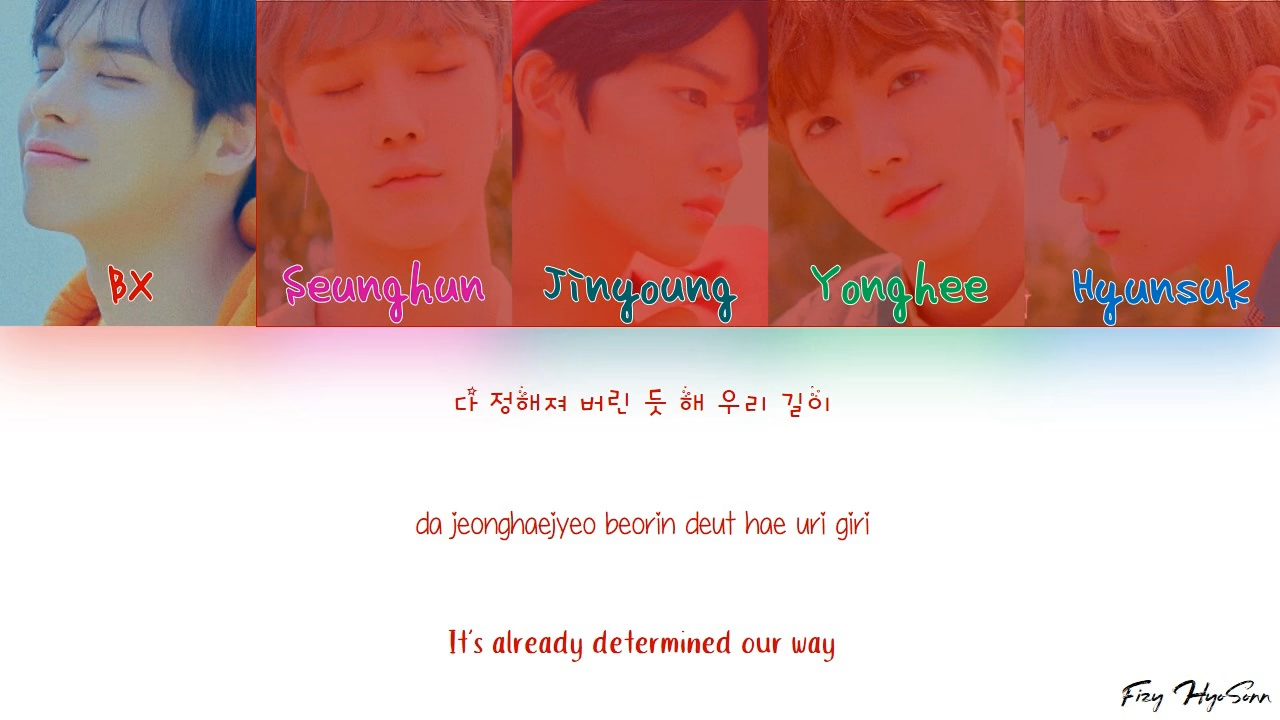 BX Seunghun Jinyoung Yonghee Hyunsuk
다 정해져 버린 듯 해 우리 길이
da jeonghaejyeo beorin deut hae uri giri
It's already determined our way
Fizy HyoSonn